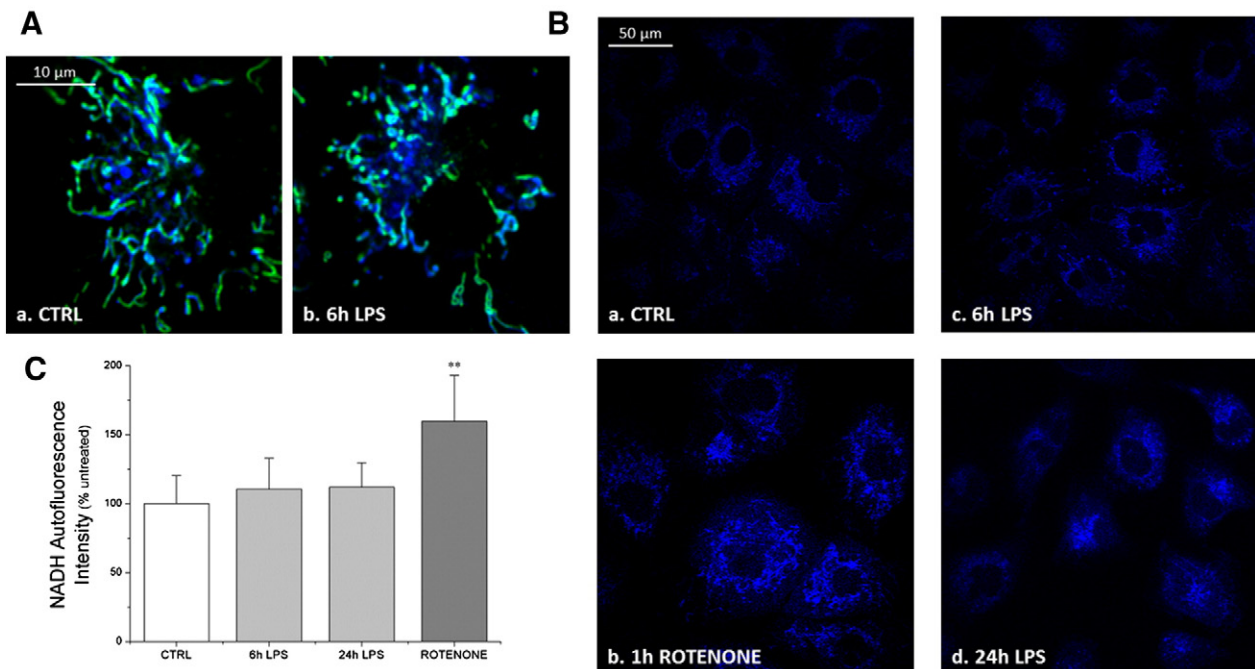 A
10 µm
a. CTRL
b. 6h LPS
B
50 µm
a. CTRL
c. 6h LPS
b. 1h ROTENONE
d. 24h LPS
C
NADH Autofluorescence
Intensity (% untreated)
200
150
100
50
0
**
CTRL
6h LPS
24h LPS
ROTENONE